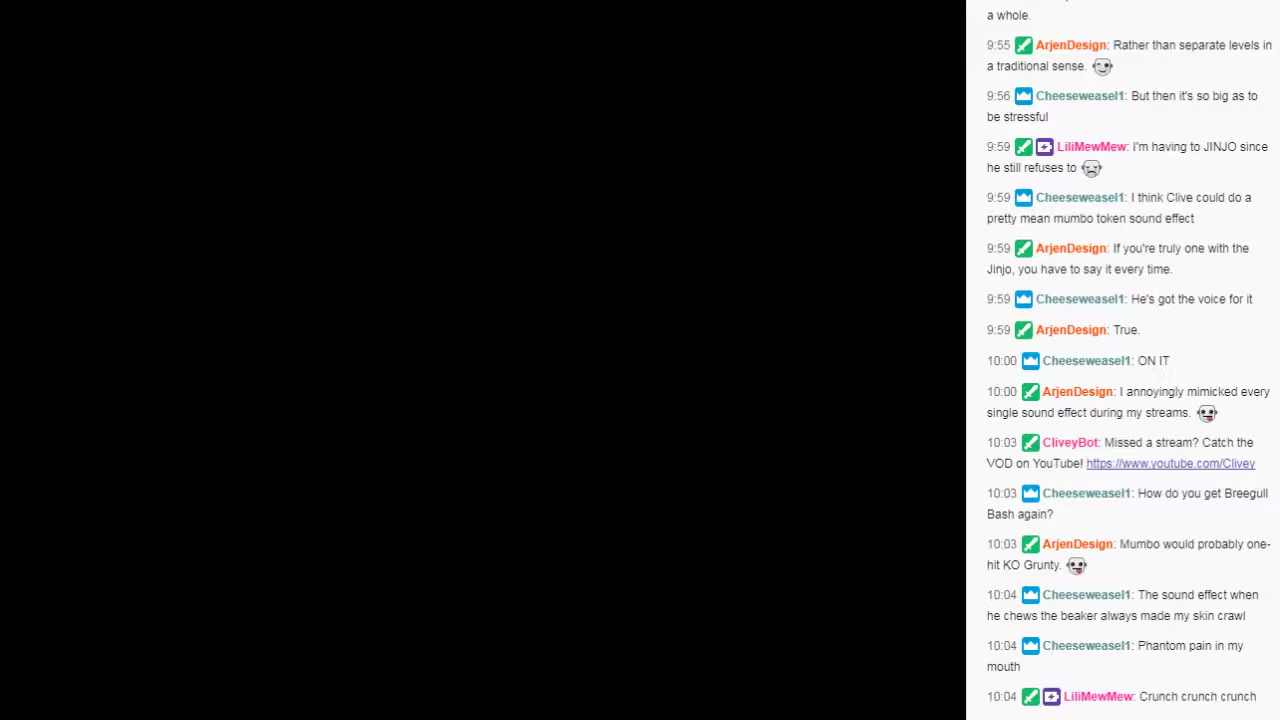 a whole.
9:55 ArjenDesign: Rather than separate levels in
a traditional sense.
9:56 Cheeseweasel1: But then it's so big as to
be stressful
9:59 LiliMewMew: I'm having to JINJO since
he still refuses to
9:59 Cheeseweasel1: I think Clive could do a
pretty mean mumbo token sound effect
9:59 ArjenDesign: If you're truly one with the
Jinjo, you have to say it every time.
9:59 Cheeseweasel1: He's got the voice for it
9:59 ArjenDesign: True.
10:00 Cheeseweasel1: ON IT
10:00 ArjenDesign: I annoyingly mimicked every
single sound effect during my streams.
10:03 CliveyBot: Missed a stream? Catch the
VOD on YouTube! https://www.youtube.com/Clivey
10:03 Cheeseweasel1: How do you get Breegull
Bash again?
10:03 ArjenDesign: Mumbo would probably one-
hit KO Grunty.
10:04 Cheeseweasel1: The sound effect when
he chews the beaker always made my skin crawl
10:04 Cheeseweasel1: Phantom pain in my
mouth
10:04 LiliMewMew: Crunch crunch crunch